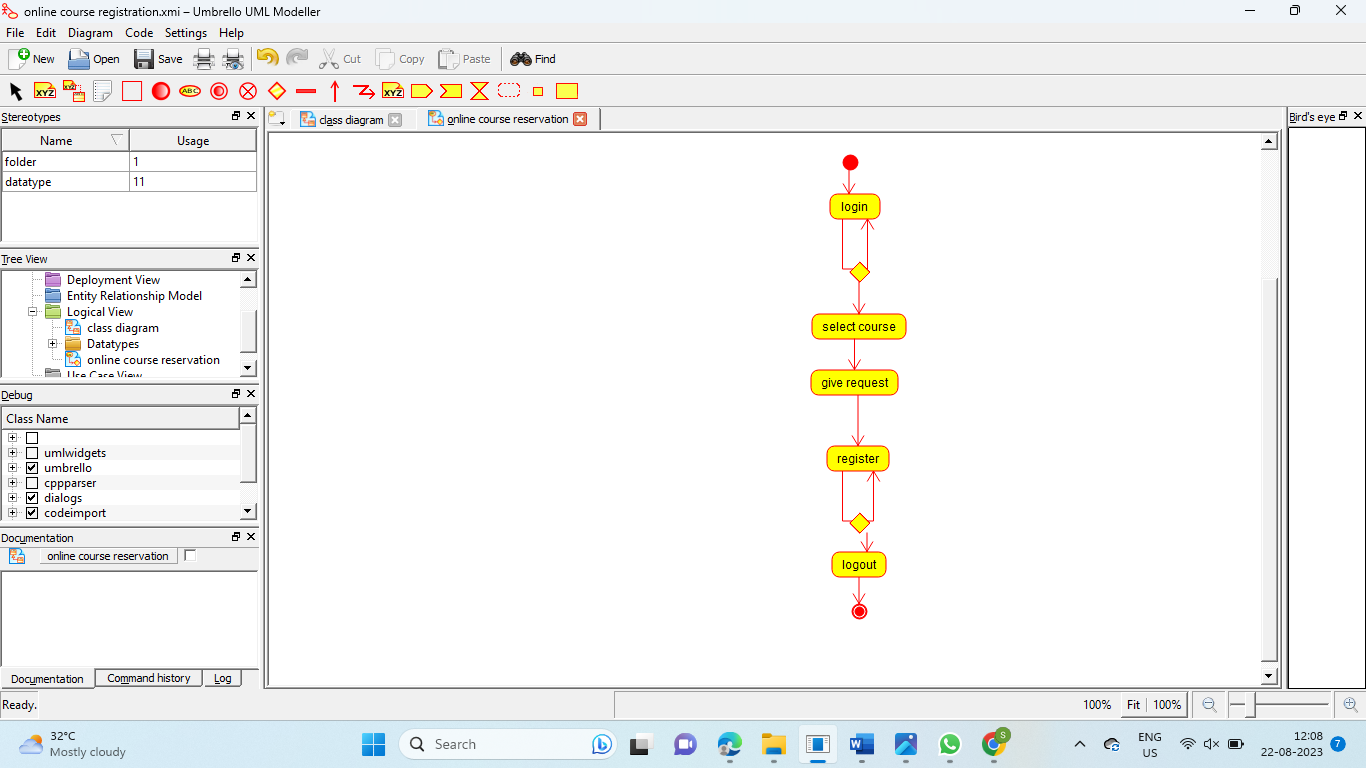 online course registration.xmi – Umbrello UML Modeller
File Edit Diagram Code Settings Help
New Open Save Cut Copy Paste Find
XYZ XYZ ABC XYZ
Stereotypes
Name Usage
folder 1
datatype 11
Tree View
Deployment View
Entity Relationship Model
Logical View
class diagram
Datatypes
online course reservation
Use Case View
Debug
Class Name
umlwidgets
umbrello
cppparser
dialogs
codeimport
Documentation
online course reservation
Documentation Command history Log
class diagram online course reservation
login
select course
give request
register
logout
Bird's eye
Ready.
100% Fit 100%
32°C
Mostly cloudy
Search
S
ENG
US
12:08
22-08-2023
7